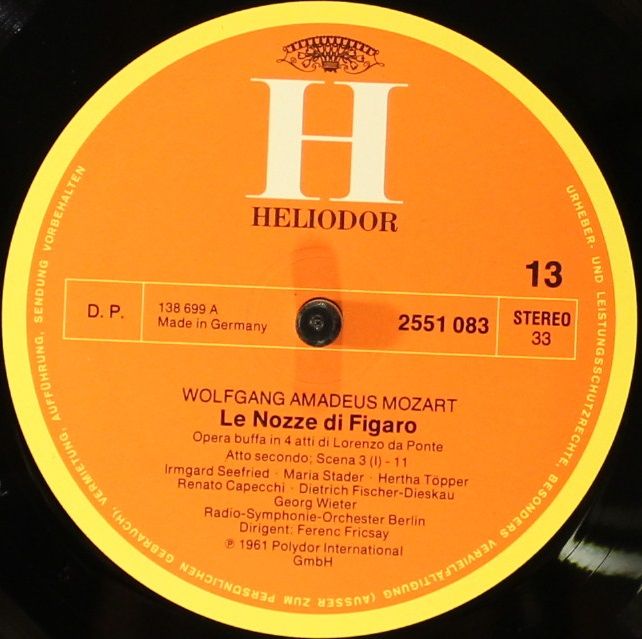 H
HELIODOR
13
D. P.
138 699 A
Made in Germany
2551 083
STEREO
33
WOLFGANG AMADEUS MOZART
Le Nozze di Figaro
Opera buffa in 4 atti di Lorenzo da Ponte
Atto secondo; Scena 3 (I) - 11
Irmgard Seefried · Maria Stader · Hertha Töpper
Renato Capecchi · Dietrich Fischer-Dieskau
Georg Wieter
Radio-Symphonie-Orchester Berlin
Dirigent: Ferenc Fricsay
℗ 1961 Polydor International
GmbH
URHEBER- UND LEISTUNGSSCHUTZRECHTE, BESONDERS VERVIELFÄLTIGUNG (AUSSER ZUM PERSÖNLICHEN GEBRAUCH), VERMIETUNG, AUFFÜHRUNG, SENDUNG VORBEHALTEN